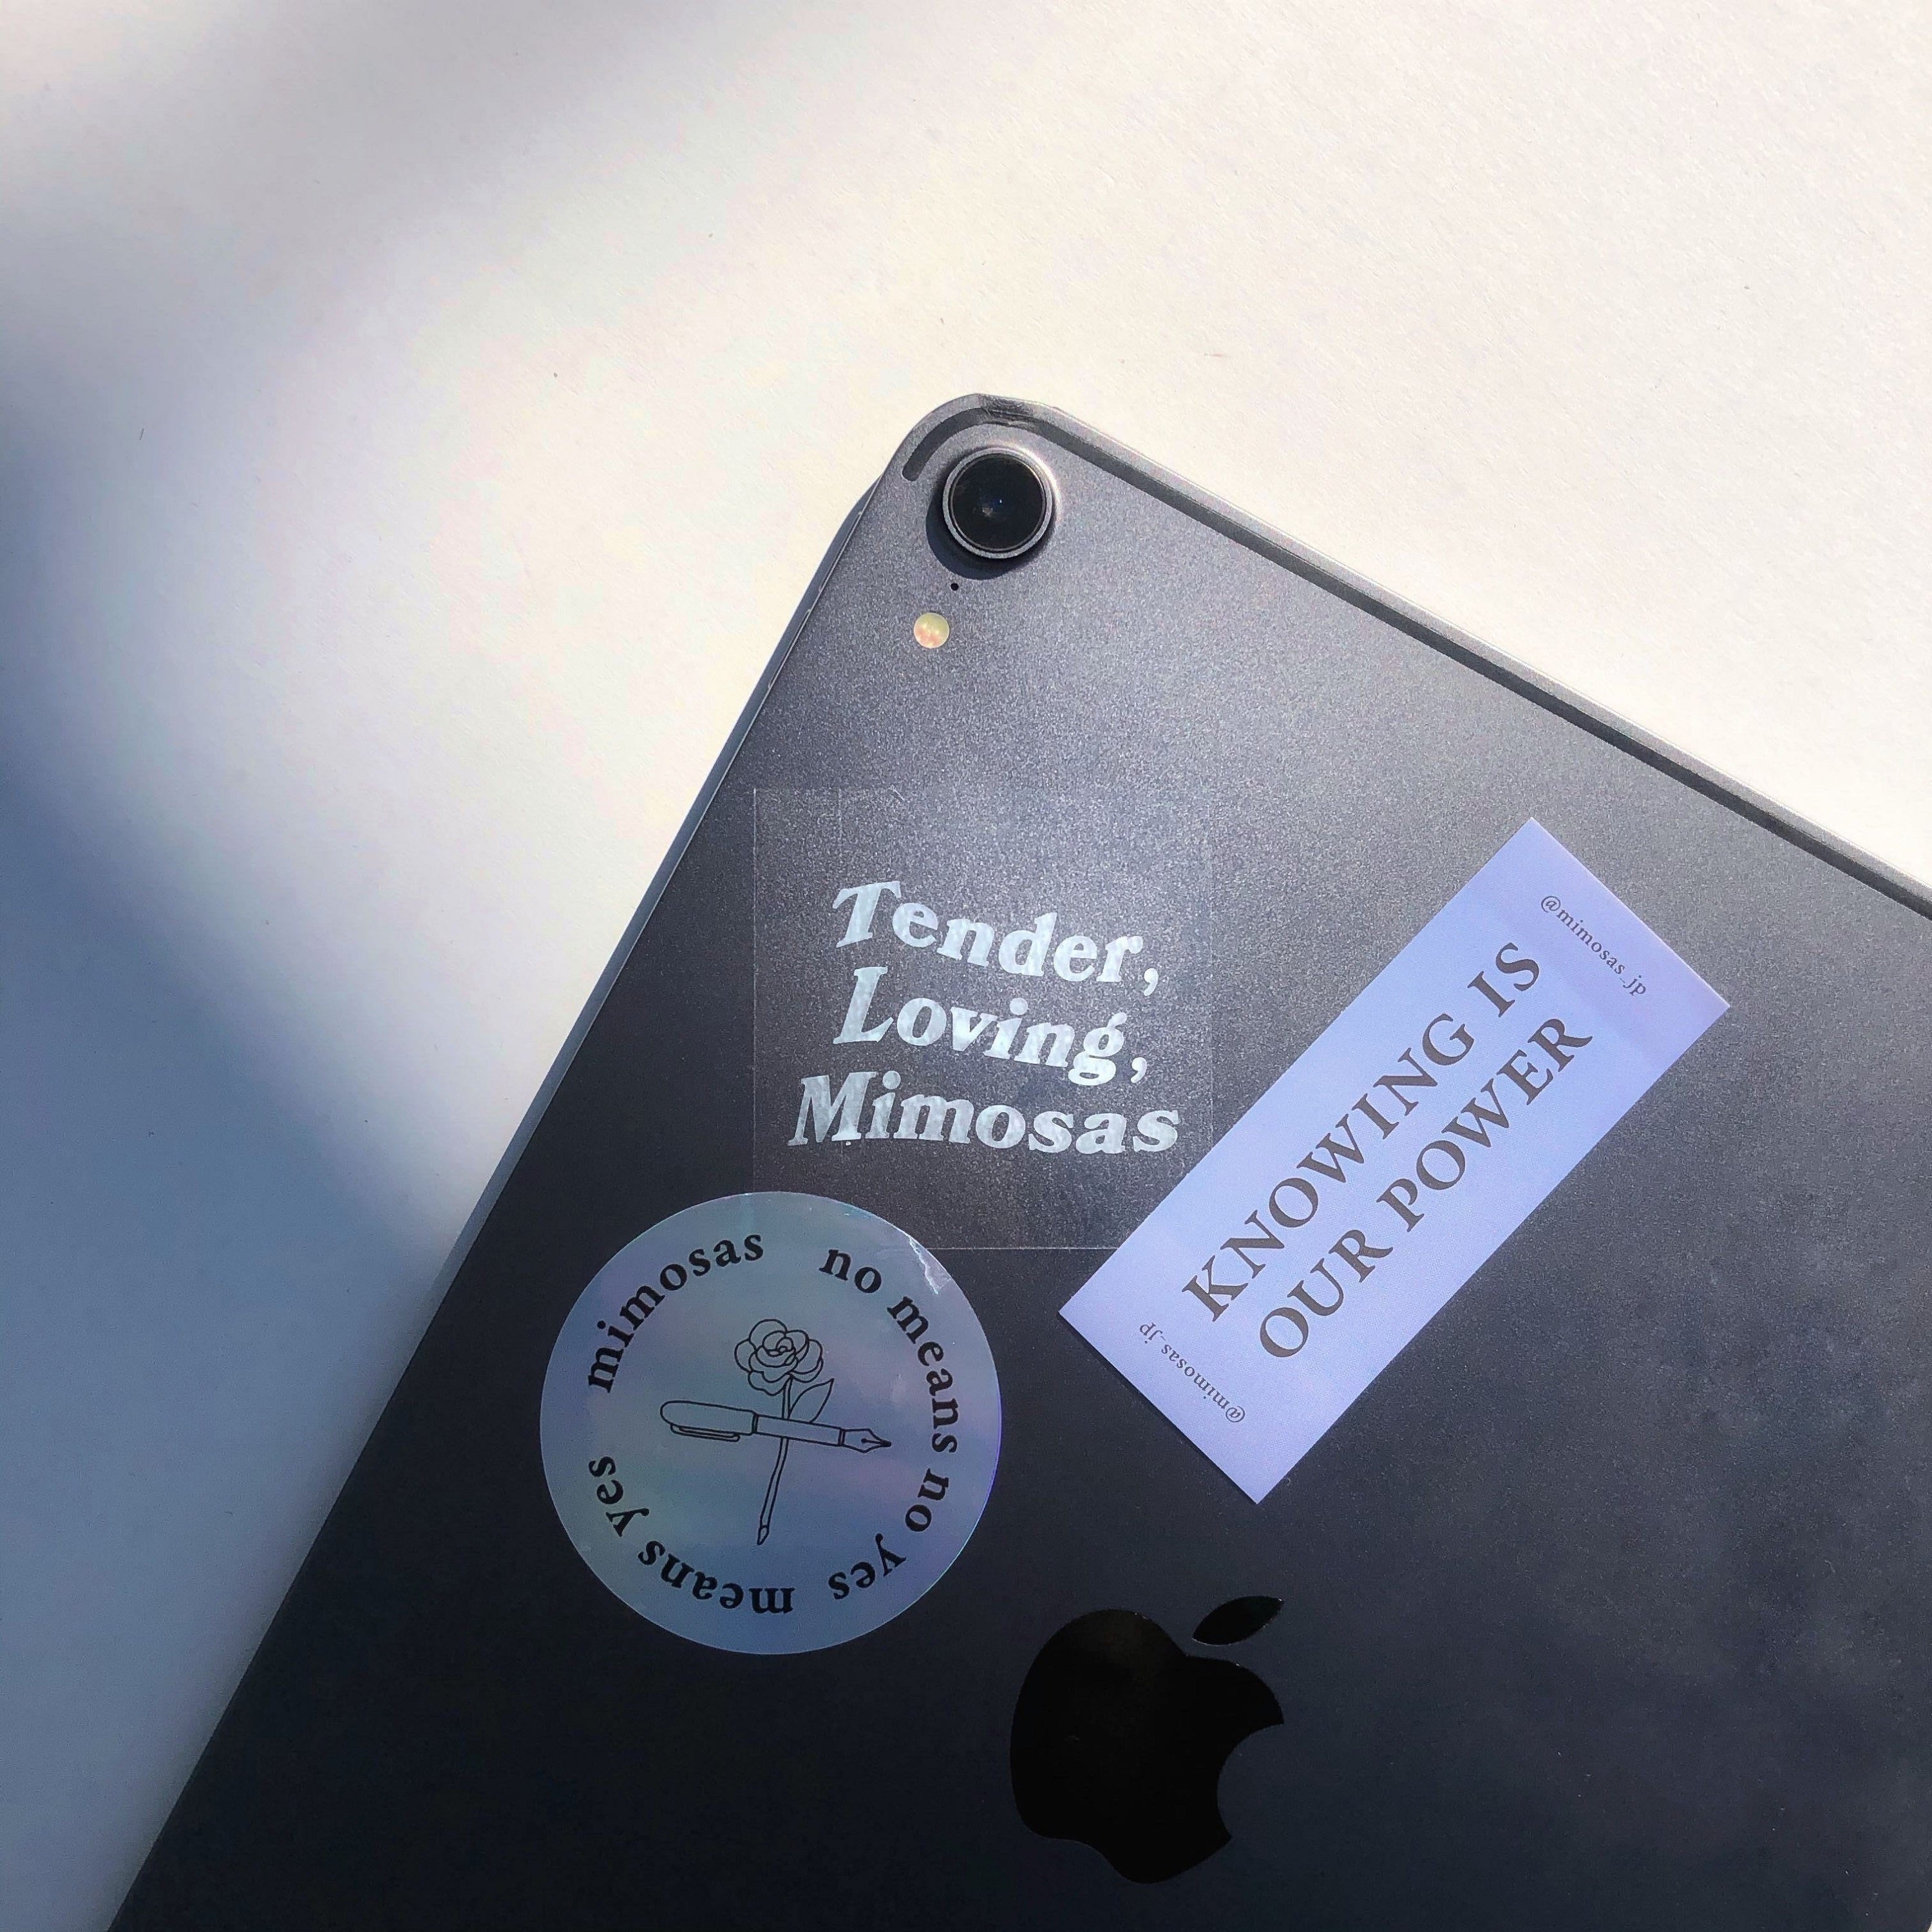 Tender,
Loving,
Mimosas
@mimosas_jp
KNOWING IS
OUR POWER
@mimosas_jp
mimosas no means no yes means yes